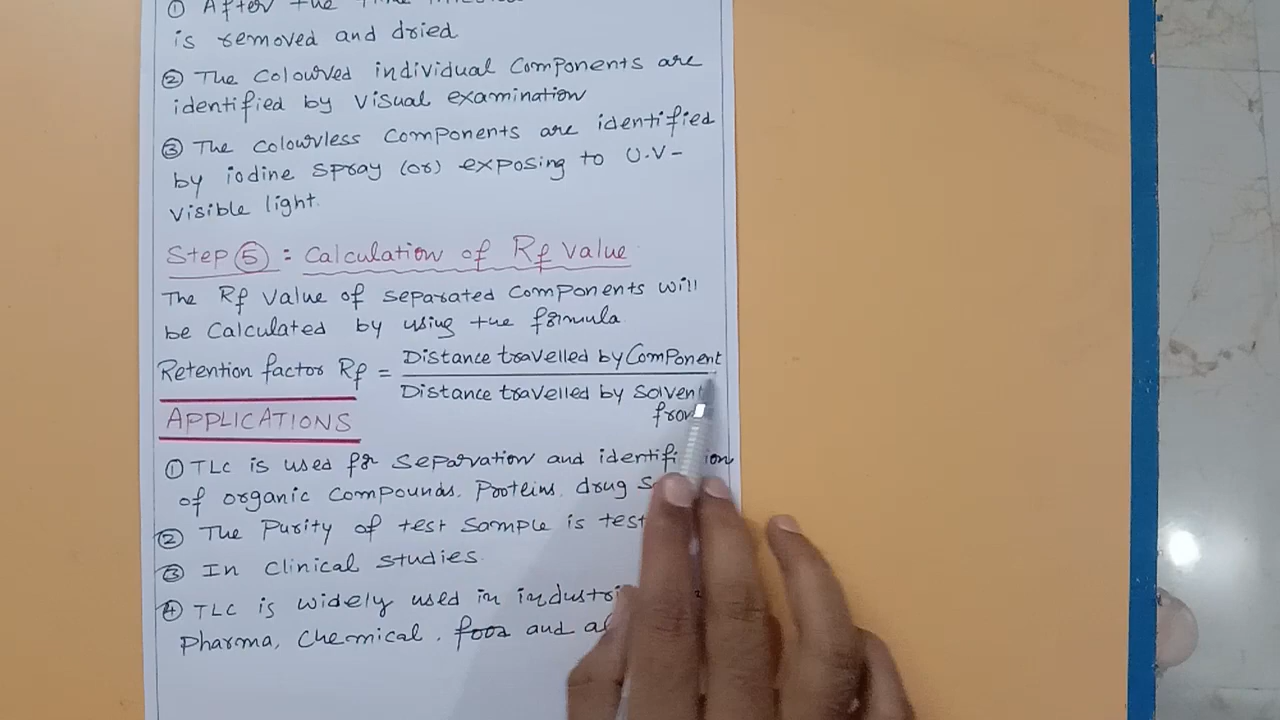 ① After the
is removed and dried
② The coloured individual components are
identified by visual examination
③ The colourless components are identified
by iodine spray (or) exposing to U.V-
visible light.
Step ⑤ : Calculation of Rf value
The Rf value of separated components will
be calculated by using the formula
Retention factor Rf = Distance travelled by Component
Distance travelled by Solvent
APPLICATIONS
① TLC is used for separation and
of organic compounds. Proteins. drug
② The Purity of test sample is
③ In clinical studies.
④ TLC is widely used in
Pharma, Chemical. food and